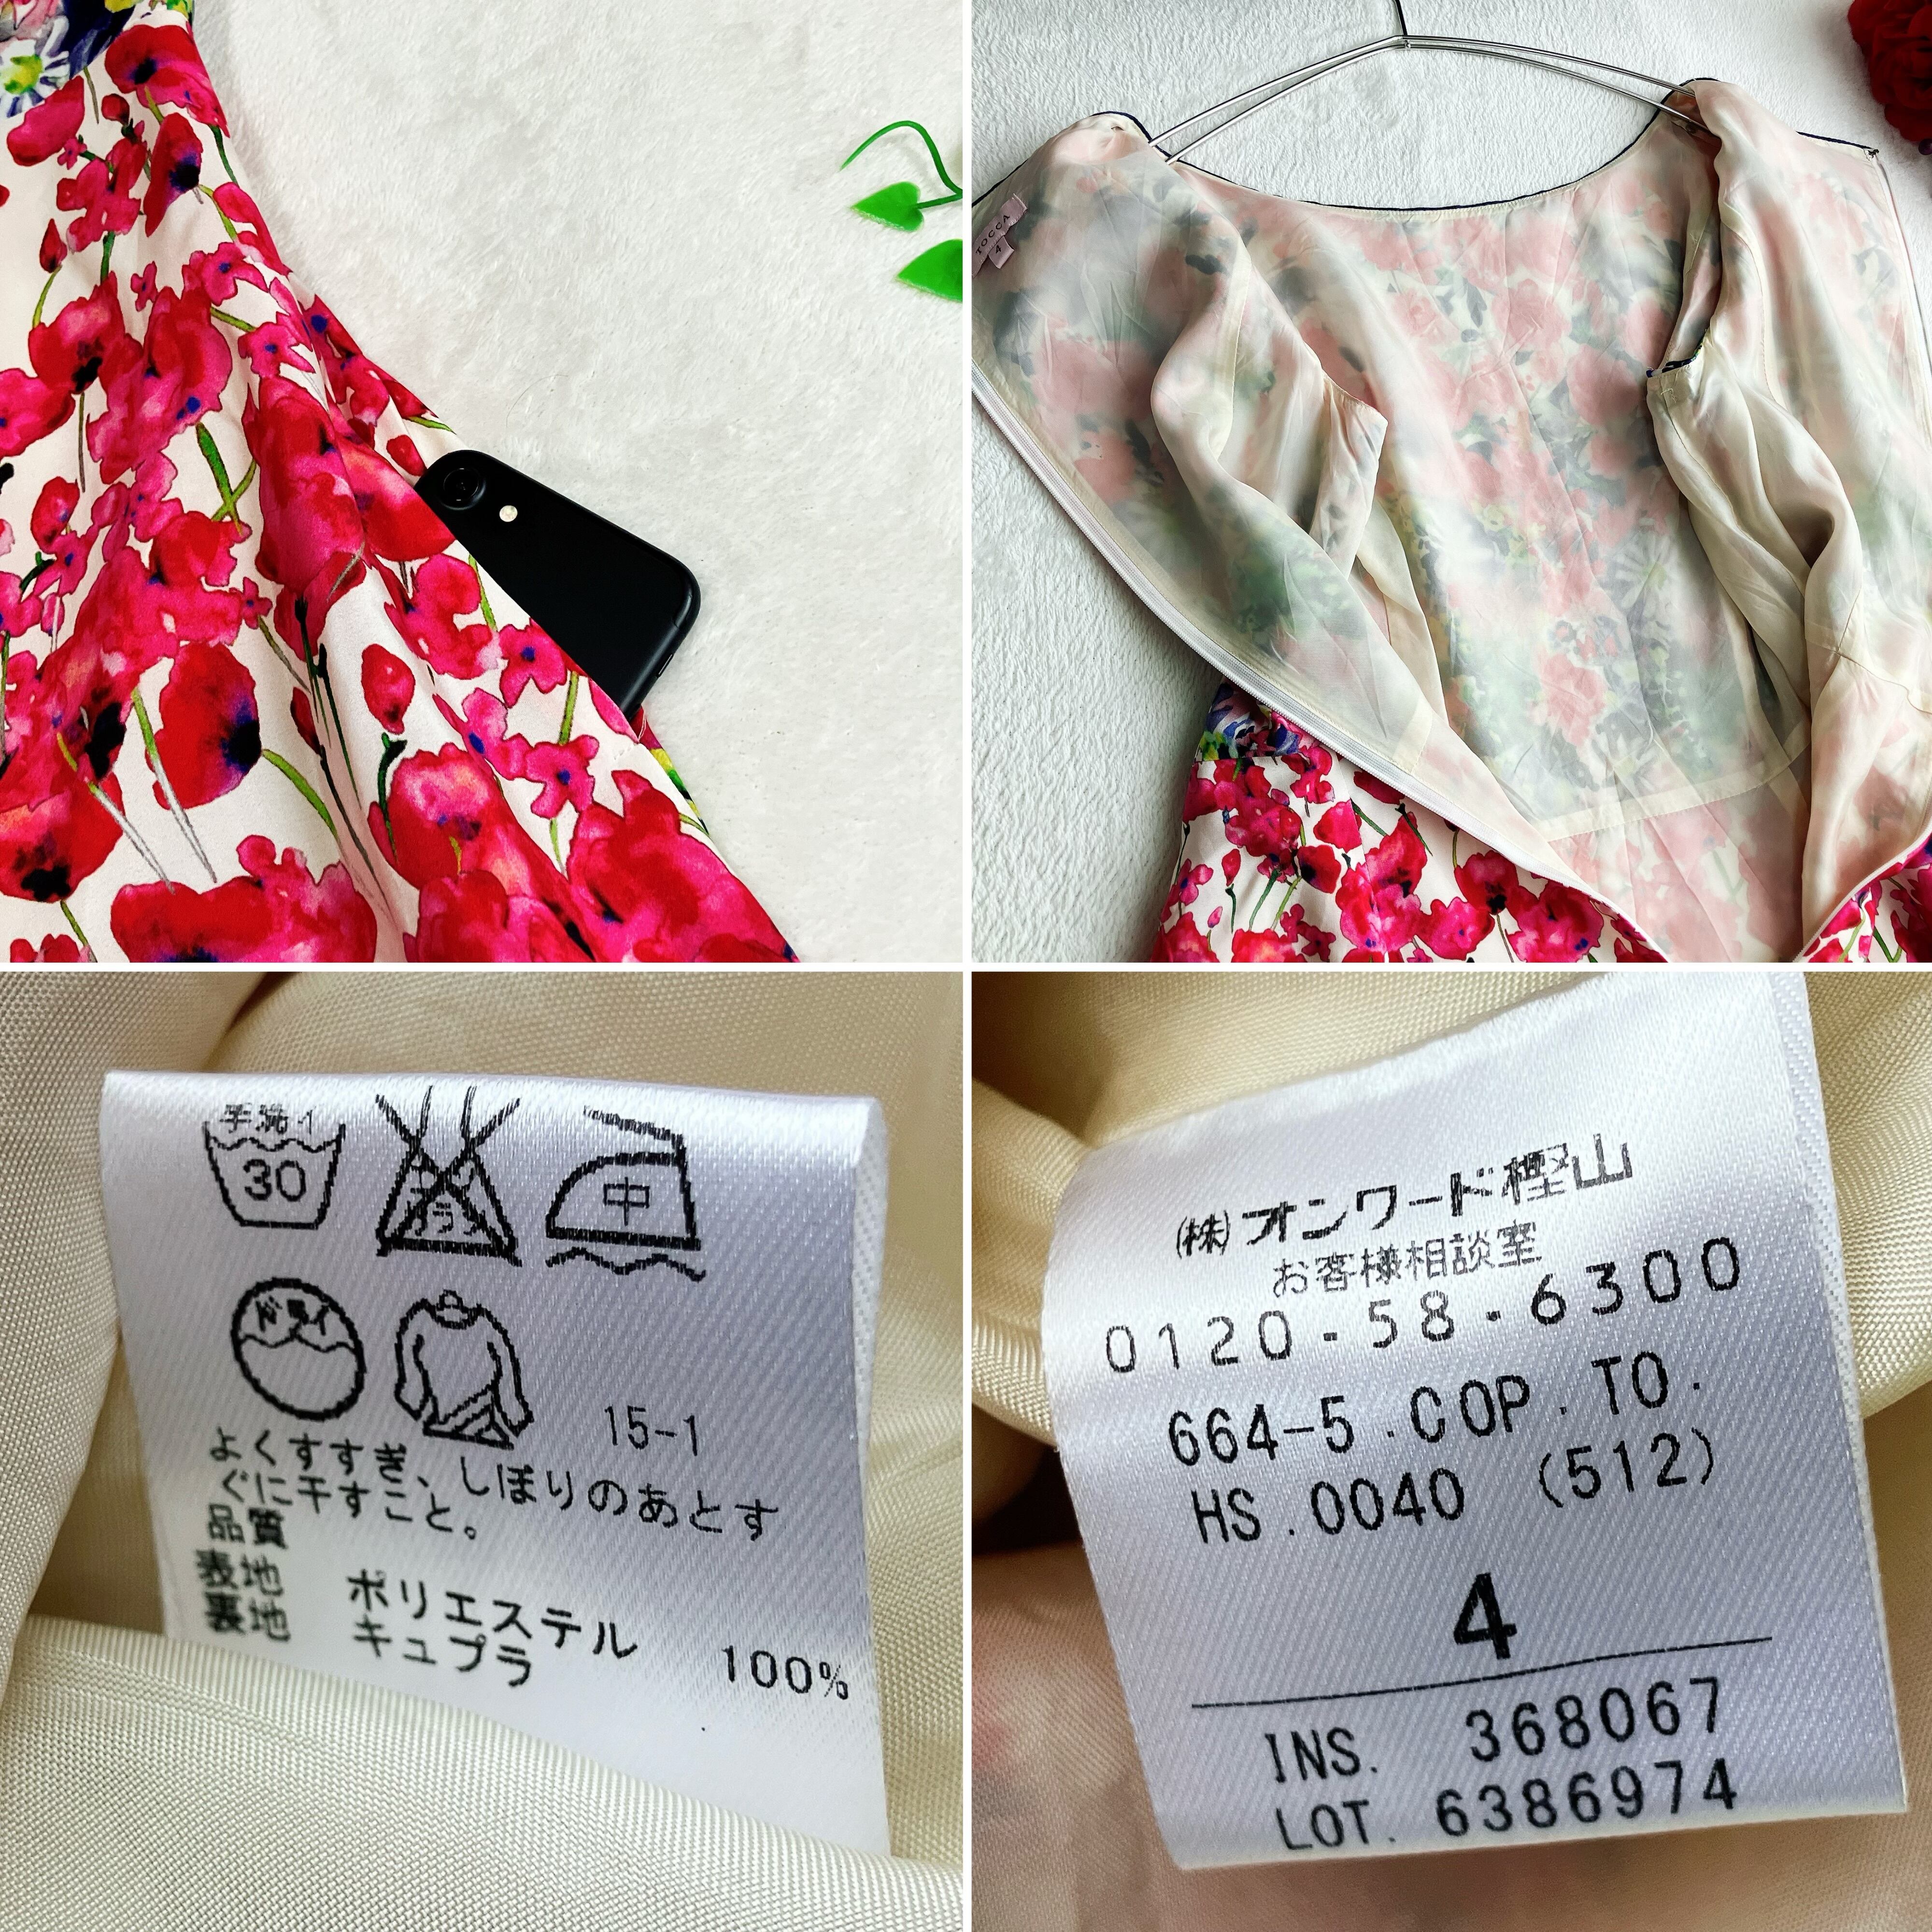 TOCCA
4
手洗イ
30
中
ドライ
15-1
よくすすぎ、しぼりのあとす
ぐに干すこと。
品質
表地 ポリエステル
裏地 キュプラ 100%
㈱オンワード樫山
お客様相談室
0120-58-6300
664-5.COP.TO.
HS.0040 (512)
4
INS. 368067
LOT. 6386974